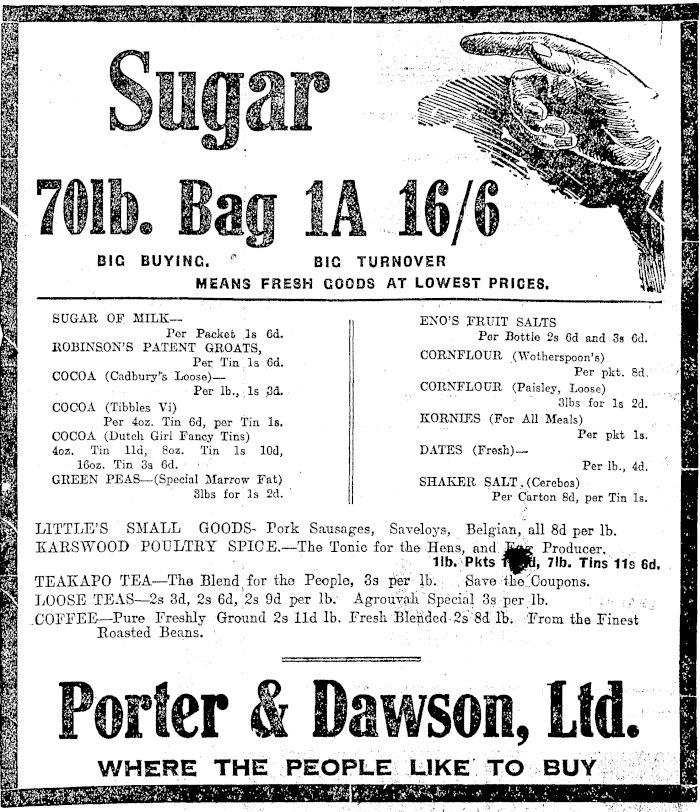 Sugar
70lb. Bag 1A 16/6
BIG BUYING. BIG TURNOVER
MEANS FRESH GOODS AT LOWEST PRICES.
SUGAR OF MILK—
Per Packet 1s 6d.
ROBINSON'S PATENT GROATS,
Per Tin 1s 6d.
COCOA (Cadbury's Loose)—
Per lb., 1s 3d.
COCOA (Tibbles Vi)
Per 4oz. Tin 6d, per Tin 1s.
COCOA (Dutch Girl Fancy Tins)
4oz. Tin 11d, 8oz. Tin 1s 10d,
16oz. Tin 3s 6d.
GREEN PEAS—(Special Marrow Fat)
3lbs for 1s 2d.
ENO'S FRUIT SALTS
Per Bottle 2s 6d and 3s 6d.
CORNFLOUR (Wotherspoon's)
Per pkt. 8d.
CORNFLOUR (Paisley, Loose)
3lbs for 1s 2d.
KORNIES (For All Meals)
Per pkt 1s.
DATES (Fresh)—
Per lb., 4d.
SHAKER SALT (Cerebos)
Per Carton 8d, per Tin 1s.
LITTLE'S SMALL GOODS- Pork Sausages, Saveloys, Belgian, all 8d per lb.
KARSWOOD POULTRY SPICE.—The Tonic for the Hens, and Egg Producer.
1lb. Pkts d, 7lb. Tins 11s 6d.
TEAKAPO TEA—The Blend for the People, 3s per lb. Save the Coupons.
LOOSE TEAS—2s 3d, 2s 6d, 2s 9d per lb. Agrouvah Special 3s per lb.
COFFEE—Pure Freshly Ground 2s 11d lb. Fresh Blended 2s 8d lb. From the Finest
Roasted Beans.
Porter & Dawson, Ltd.
WHERE THE PEOPLE LIKE TO BUY